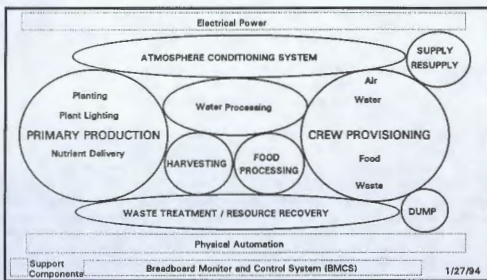 Electrical Power
ATMOSPHERE CONDITIONING SYSTEM
SUPPLY
RESUPPLY
Planting
Plant Lighting
PRIMARY PRODUCTION
Nutrient Delivery
Water Processing
HARVESTING
FOOD
PROCESSING
Air
Water
CREW PROVISIONING
Food
Waste
WASTE TREATMENT / RESOURCE RECOVERY
DUMP
Physical Automation
Support
Components
Breadboard Monitor and Control System (BMCS)
1/27/94